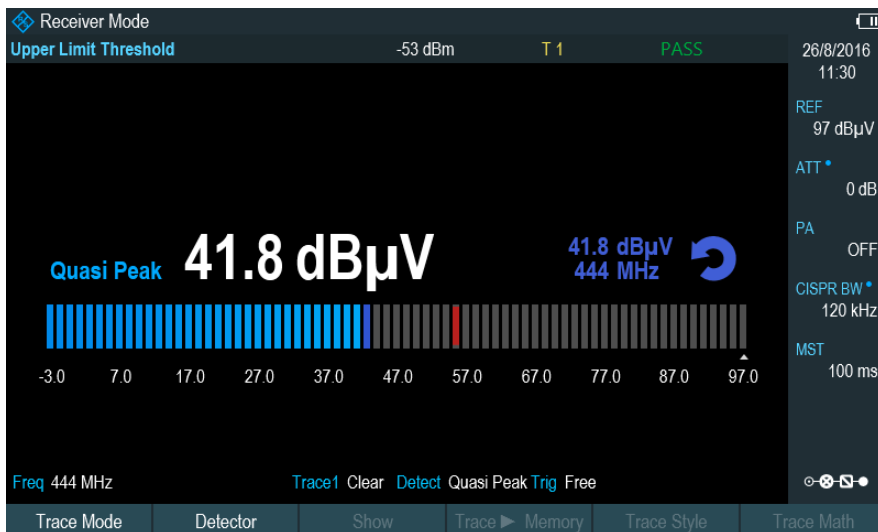 Receiver Mode
Upper Limit Threshold -53 dBm T 1 PASS
26/8/2016
11:30
REF
97 dBµV
ATT
0 dB
PA
OFF
CISPR BW
120 kHz
MST
100 ms
41.8 dBµV
444 MHz
Quasi Peak 41.8 dBµV
-3.0 7.0 17.0 27.0 37.0 47.0 57.0 67.0 77.0 87.0 97.0
Freq 444 MHz Trace1 Clear Detect Quasi Peak Trig Free
Trace Mode Detector Show Trace ► Memory Trace Style Trace Math